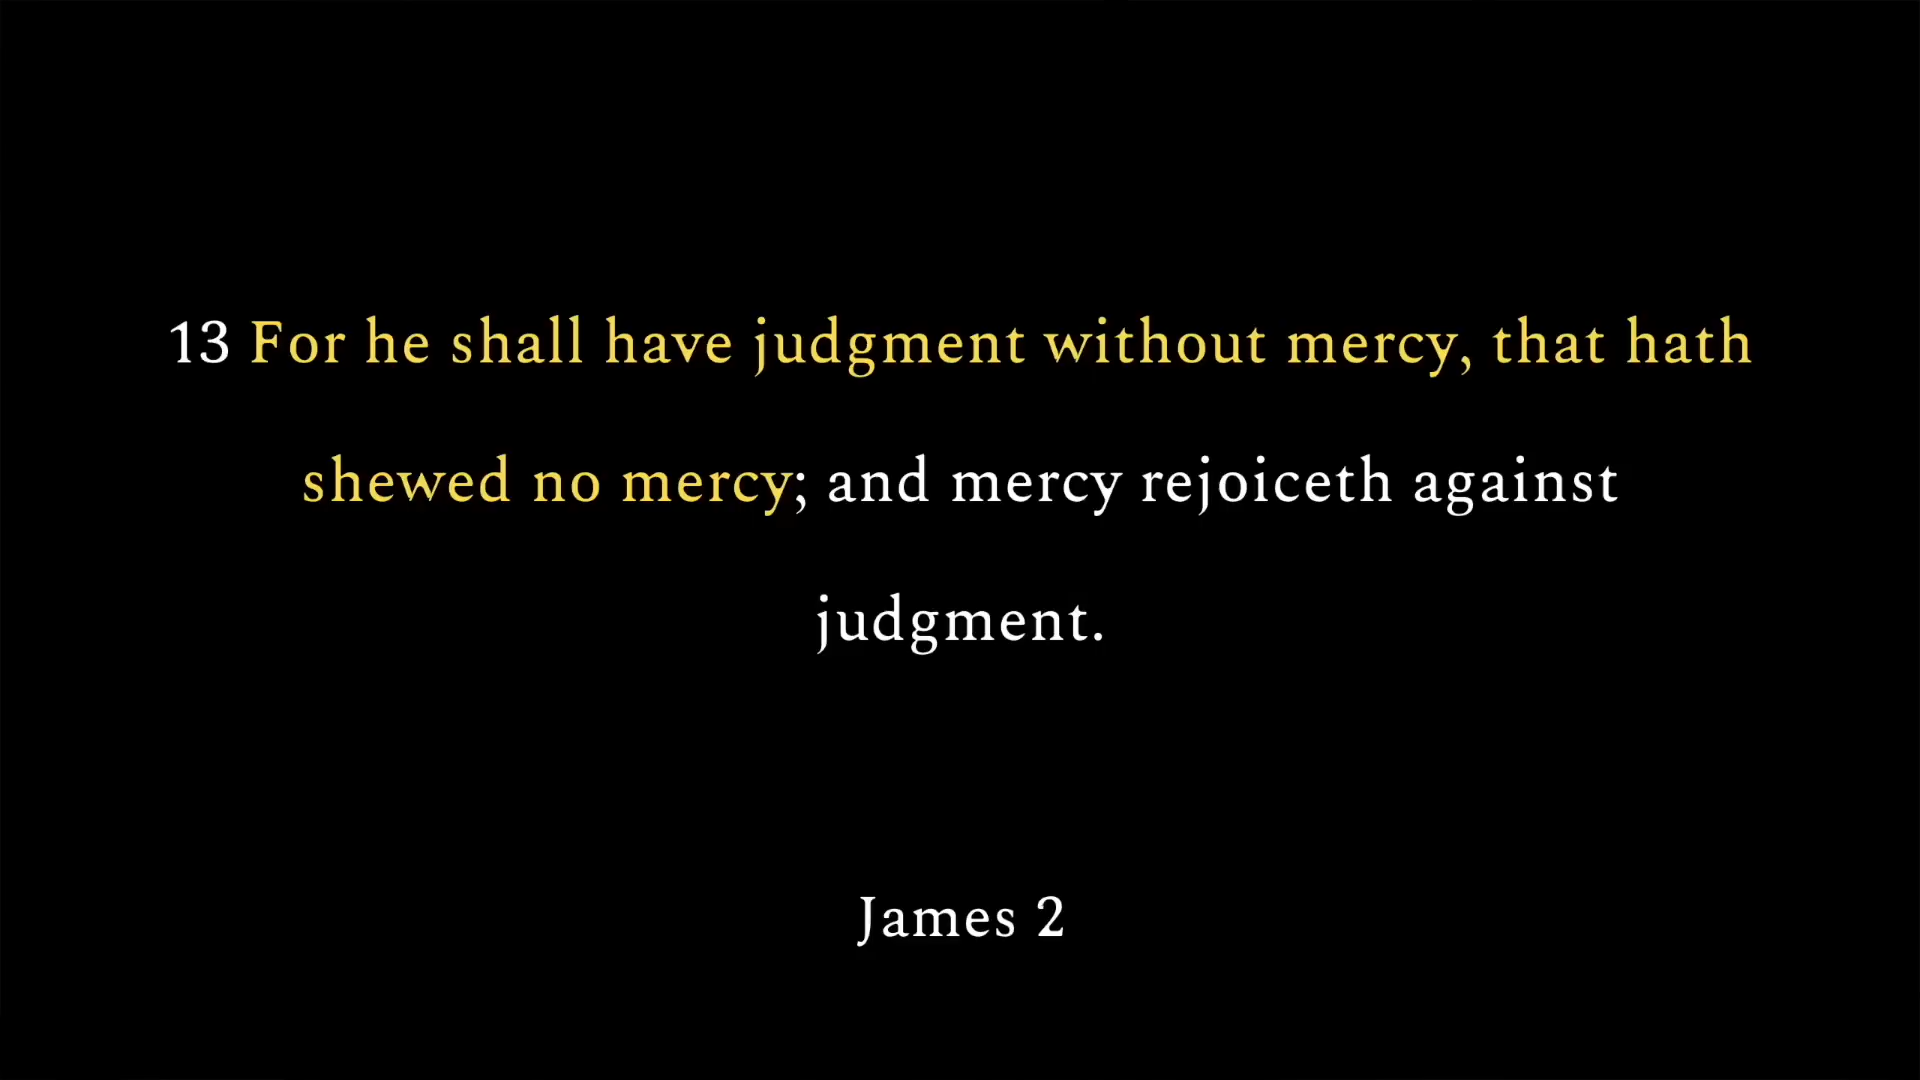 13 For he shall have judgment without mercy, that hath
shewed no mercy; and mercy rejoiceth against
judgment.
James 2